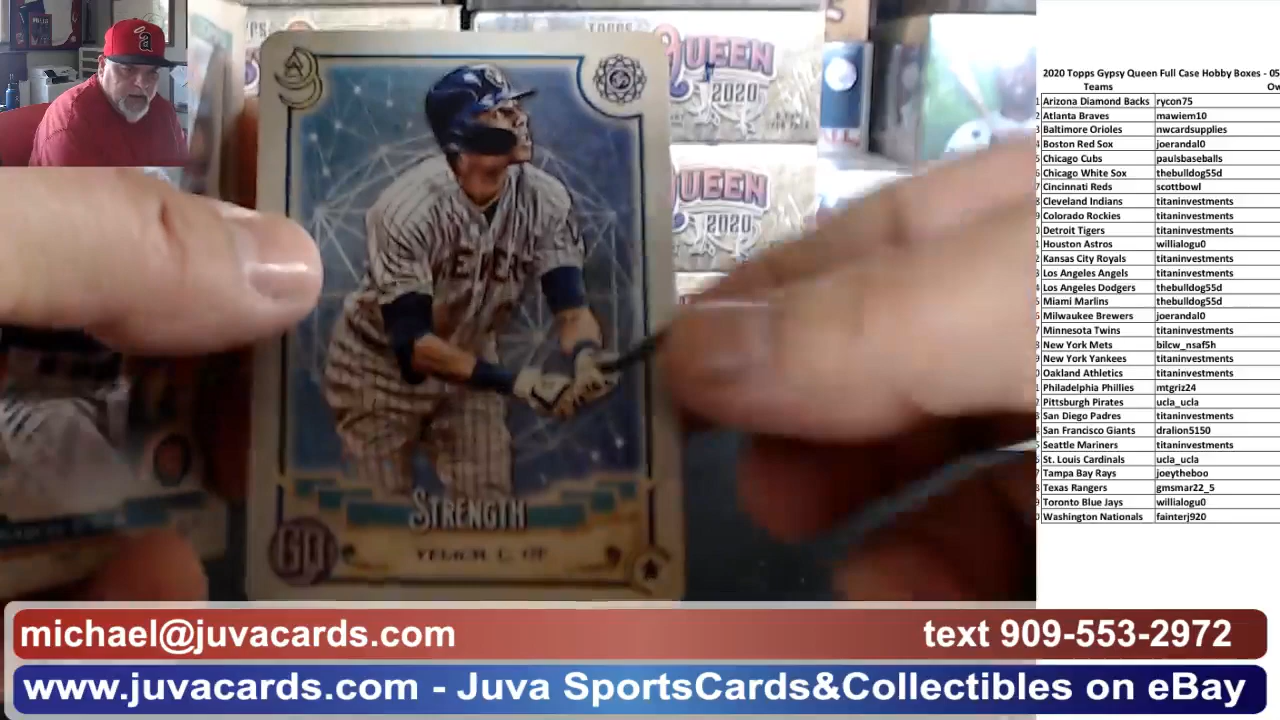 TOPPS
QUEEN
2020
QUEEN
2020
STRENGTH
YELICH C. OF
GQ
2020 Topps Gypsy Queen Full Case Hobby Boxes - 05
Teams Ow
Arizona Diamond Backs rycon75
Atlanta Braves mawiem10
Baltimore Orioles nwcardsupplies
Boston Red Sox joerandal0
Chicago Cubs paulsbaseballs
Chicago White Sox thebulldog55d
Cincinnati Reds scottbowl
Cleveland Indians titaninvestments
Colorado Rockies titaninvestments
Detroit Tigers titaninvestments
Houston Astros willialogu0
Kansas City Royals titaninvestments
Los Angeles Angels titaninvestments
Los Angeles Dodgers thebulldog55d
Miami Marlins thebulldog55d
Milwaukee Brewers joerandal0
Minnesota Twins titaninvestments
New York Mets bilcw_nsaf5h
New York Yankees titaninvestments
Oakland Athletics titaninvestments
Philadelphia Phillies mtgriz24
Pittsburgh Pirates ucla_ucla
San Diego Padres titaninvestments
San Francisco Giants dralion5150
Seattle Mariners titaninvestments
St. Louis Cardinals ucla_ucla
Tampa Bay Rays joeytheboo
Texas Rangers gmsmar22_5
Toronto Blue Jays willialogu0
Washington Nationals fainterj920
michael@juvacards.com text 909-553-2972
www.juvacards.com - Juva SportsCards&Collectibles on eBay